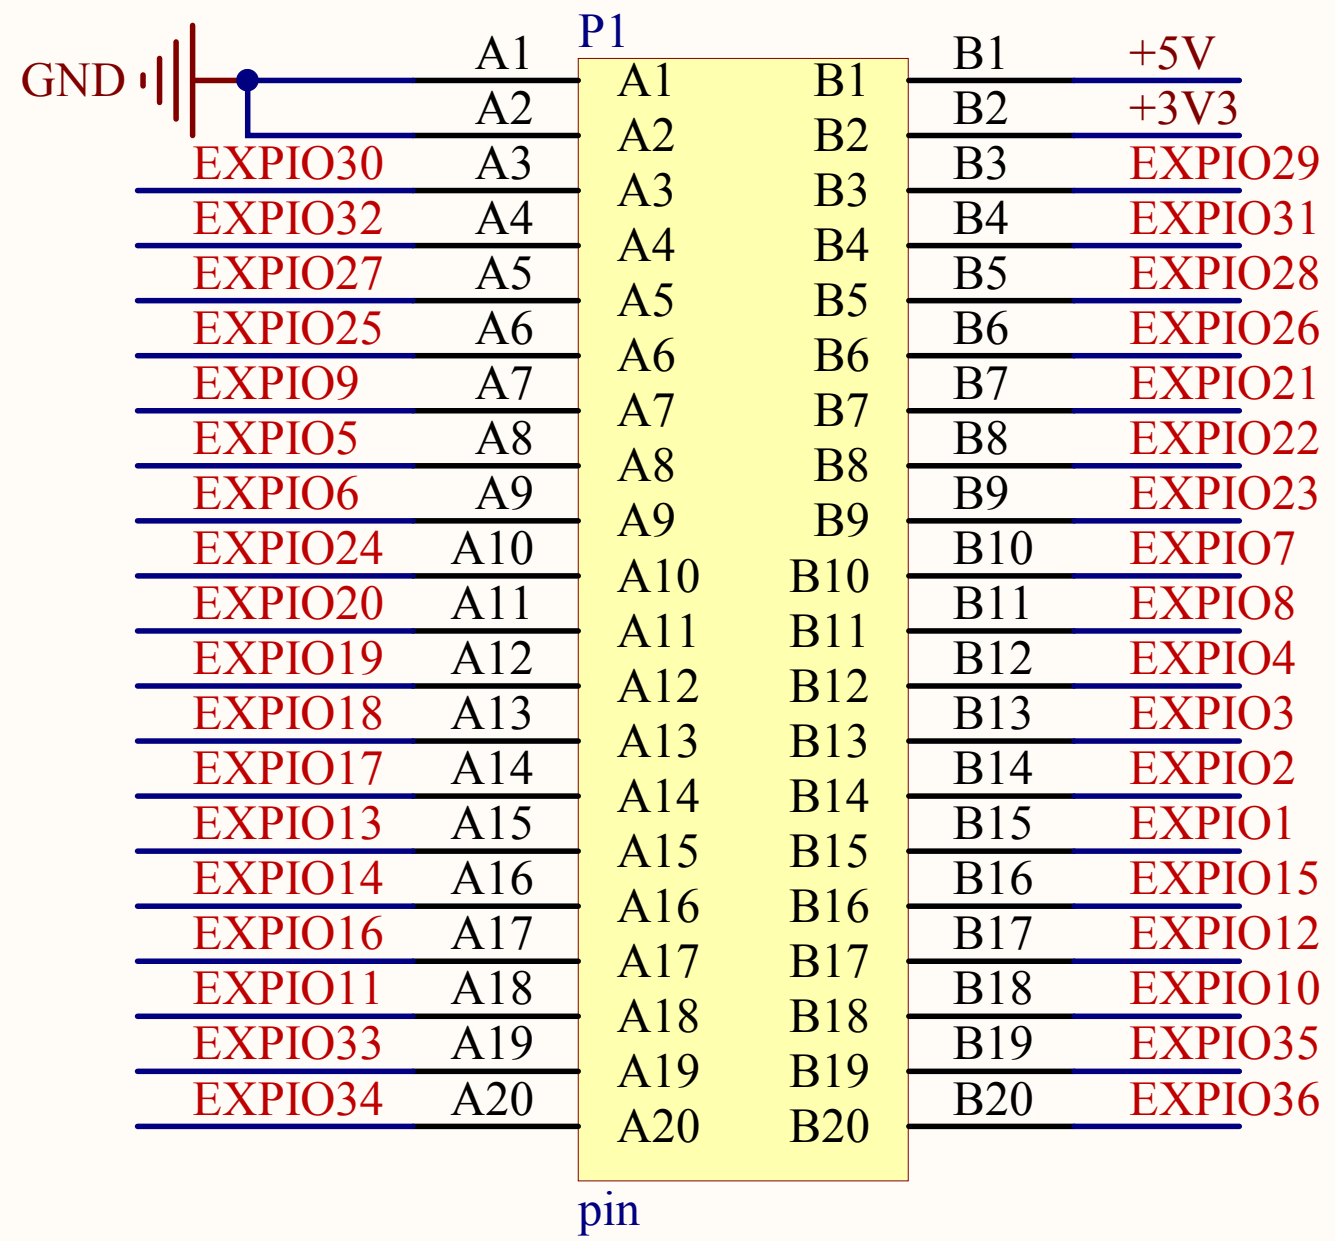 P1
GND A1 A1 B1 B1 +5V
A2 A2 B2 B2 +3V3
EXPIO30 A3 A3 B3 B3 EXPIO29
EXPIO32 A4 A4 B4 B4 EXPIO31
EXPIO27 A5 A5 B5 B5 EXPIO28
EXPIO25 A6 A6 B6 B6 EXPIO26
EXPIO9 A7 A7 B7 B7 EXPIO21
EXPIO5 A8 A8 B8 B8 EXPIO22
EXPIO6 A9 A9 B9 B9 EXPIO23
EXPIO24 A10 A10 B10 B10 EXPIO7
EXPIO20 A11 A11 B11 B11 EXPIO8
EXPIO19 A12 A12 B12 B12 EXPIO4
EXPIO18 A13 A13 B13 B13 EXPIO3
EXPIO17 A14 A14 B14 B14 EXPIO2
EXPIO13 A15 A15 B15 B15 EXPIO1
EXPIO14 A16 A16 B16 B16 EXPIO15
EXPIO16 A17 A17 B17 B17 EXPIO12
EXPIO11 A18 A18 B18 B18 EXPIO10
EXPIO33 A19 A19 B19 B19 EXPIO35
EXPIO34 A20 A20 B20 B20 EXPIO36
pin